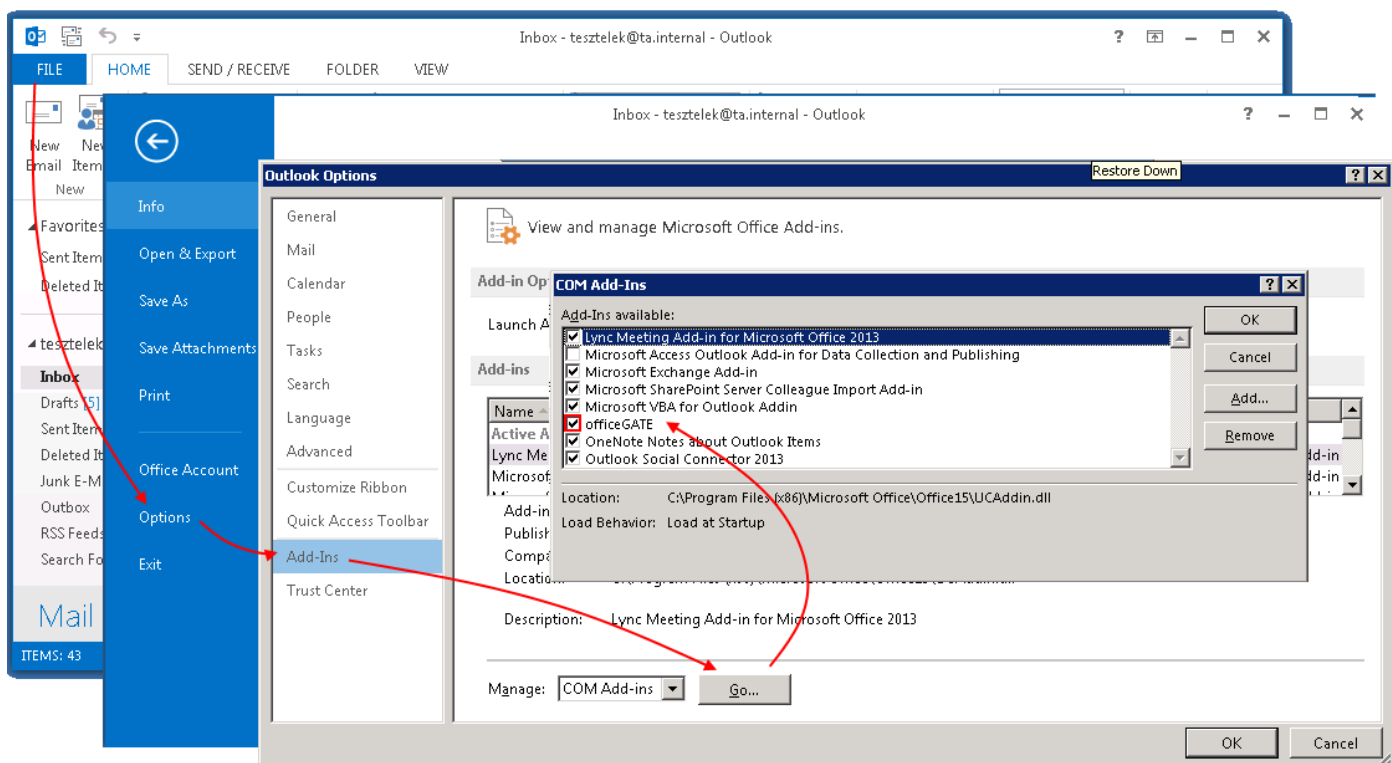 Inbox - tesztelek@ta.internal - Outlook
FILE HOME SEND / RECEIVE FOLDER VIEW
Inbox - tesztelek@ta.internal - Outlook
New
Email
Item
New
Favorites
Sent Item
Deleted It
tesztelek
Inbox
Drafts [5]
Sent Item
Deleted It
Junk E-M
Outbox
RSS Feeds
Search Fo
Mail
ITEMS: 43
Info
Open & Export
Save As
Save Attachments
Print
Office Account
Options
Exit
Outlook Options
Restore Down
General
Mail
Calendar
People
Tasks
Search
Language
Advanced
Customize Ribbon
Quick Access Toolbar
Add-Ins
Trust Center
View and manage Microsoft Office Add-ins.
Add-in Op
Launch A
Add-ins
Name
Active A
Lync Me
dd-in
Microsof
dd-in
Add-in
Publish
Compa
Locatio
Description: Lync Meeting Add-in for Microsoft Office 2013
Manage: COM Add-ins Go...
OK Cancel
COM Add-Ins
Add-Ins available:
Lync Meeting Add-in for Microsoft Office 2013
Microsoft Access Outlook Add-in for Data Collection and Publishing
Microsoft Exchange Add-in
Microsoft SharePoint Server Colleague Import Add-in
Microsoft VBA for Outlook Addin
officeGATE
OneNote Notes about Outlook Items
Outlook Social Connector 2013
OK
Cancel
Add...
Remove
Location: C:\Program Files (x86)\Microsoft Office\Office15\UCAddin.dll
Load Behavior: Load at Startup